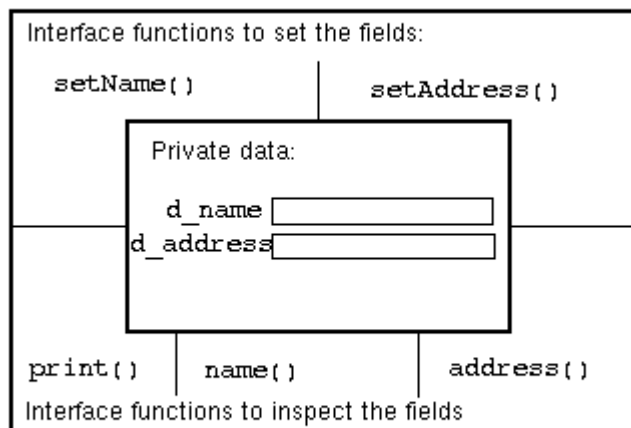 Interface functions to set the fields:
setName()
setAddress()
Private data:
d_name
d_address
print()
name()
address()
Interface functions to inspect the fields